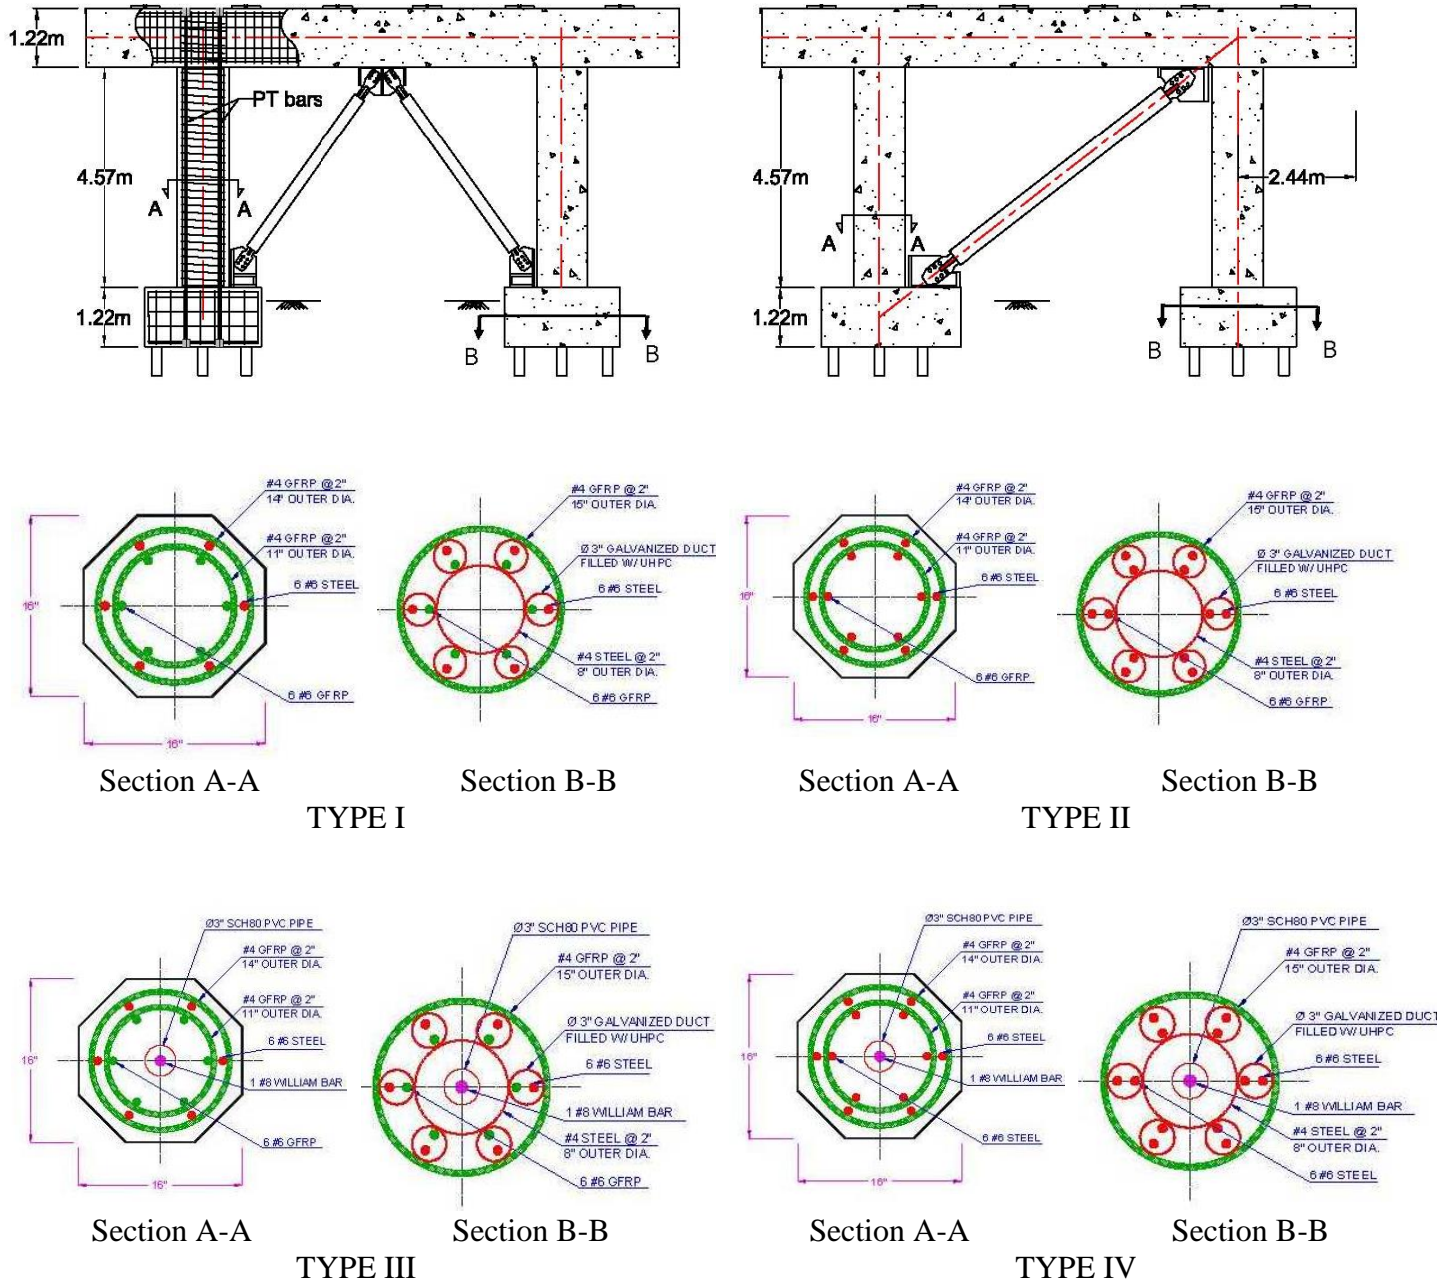 1.22m
PT bars
4.57m
A
A
1.22m
B
B
4.57m
2.44m
A
A
1.22m
B
B
#4 GFRP @ 2"
14" OUTER DIA.
#4 GFRP @ 2"
11" OUTER DIA.
6 #6 STEEL
6 #6 GFRP
16"
16"
#4 GFRP @ 2"
15" OUTER DIA.
Ø 3" GALVANIZED DUCT
FILLED W/ UHPC
6 #6 STEEL
#4 STEEL @ 2"
8" OUTER DIA.
6 #6 GFRP
#4 GFRP @ 2"
14" OUTER DIA.
#4 GFRP @ 2"
11" OUTER DIA.
6 #6 STEEL
6 #6 GFRP
16"
16"
#4 GFRP @ 2"
15" OUTER DIA.
Ø 3" GALVANIZED DUCT
FILLED W/ UHPC
6 #6 STEEL
#4 STEEL @ 2"
8" OUTER DIA.
6 #6 GFRP
Section A-A
Section B-B
Section A-A
Section B-B
TYPE I
TYPE II
Ø3" SCH80 PVC PIPE
#4 GFRP @ 2"
14" OUTER DIA.
#4 GFRP @ 2"
11" OUTER DIA.
6 #6 STEEL
1 #8 WILLIAM BAR
6 #6 GFRP
16"
16"
Ø3" SCH80 PVC PIPE
#4 GFRP @ 2"
15" OUTER DIA.
Ø 3" GALVANIZED DUCT
FILLED W/ UHPC
6 #6 STEEL
1 #8 WILLIAM BAR
#4 STEEL @ 2"
8" OUTER DIA.
6 #6 GFRP
Ø3" SCH80 PVC PIPE
#4 GFRP @ 2"
14" OUTER DIA.
#4 GFRP @ 2"
11" OUTER DIA.
6 #6 STEEL
1 #8 WILLIAM BAR
6 #6 STEEL
16"
16"
Ø3" SCH80 PVC PIPE
#4 GFRP @ 2"
15" OUTER DIA.
Ø 3" GALVANIZED DUCT
FILLED W/ UHPC
6 #6 STEEL
1 #8 WILLIAM BAR
#4 STEEL @ 2"
8" OUTER DIA.
6 #6 STEEL
Section A-A
Section B-B
Section A-A
Section B-B
TYPE III
TYPE IV